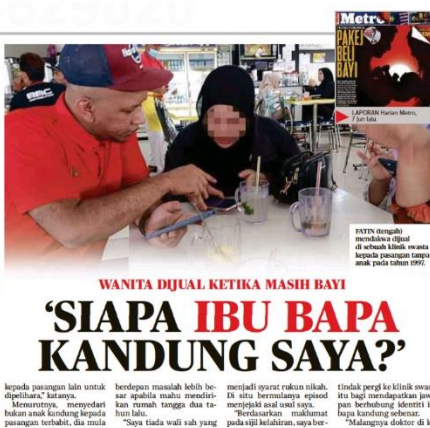 Metro
PAKEJ
BELI
BAYI
LAPORAN Harian Metro,
7 Jun lalu.
FATIN (tengah)
mendakwa dijual
di sebuah klinik swasta
kepada pasangan tanpa
anak pada tahun 1997.
WANITA DIJUAL KETIKA MASIH BAYI
‘SIAPA IBU BAPA
KANDUNG SAYA?’
kepada pasangan lain untuk
dipelihara,” katanya.
Menurutnya, menyedari
bukan anak kandung kepada
pasangan terbabit, dia mula
berdepan masalah lebih be-
sar apabila mahu mendiri-
kan rumah tangga dua ta-
hun lalu.
“Saya tiada wali sah yang
menjadi syarat rukun nikah.
Di situ bermulanya episod
menjejaki asal usul saya.
“Berdasarkan maklumat
pada sijil kelahiran, saya ber-
tindak pergi ke klinik swas
itu bagi mendapatkan jaw
pan berhubung identiti i
bapa kandung sebenar.
“Malangnya doktor di k